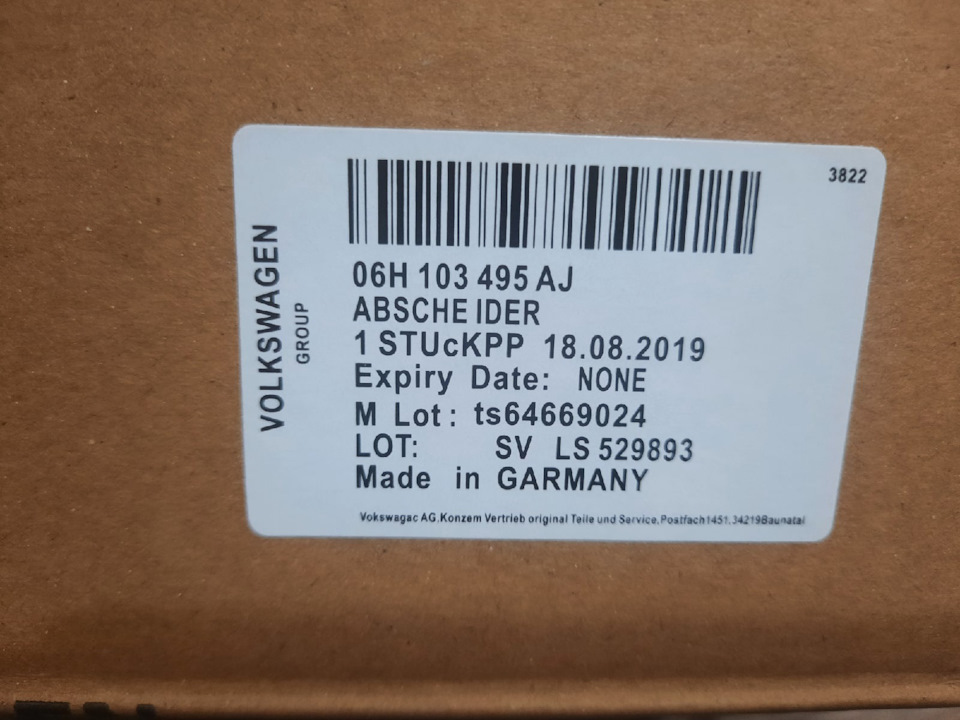 3822
VOLKSWAGEN
GROUP
06H 103 495 AJ
ABSCHE IDER
1 STUcKPP 18.08.2019
Expiry Date: NONE
M Lot: ts64669024
LOT: SV LS 529893
Made in GARMANY
Vokswagac AG.Konzem Vertrieb original Teile und Service,Postfach1451,34219Baunatal